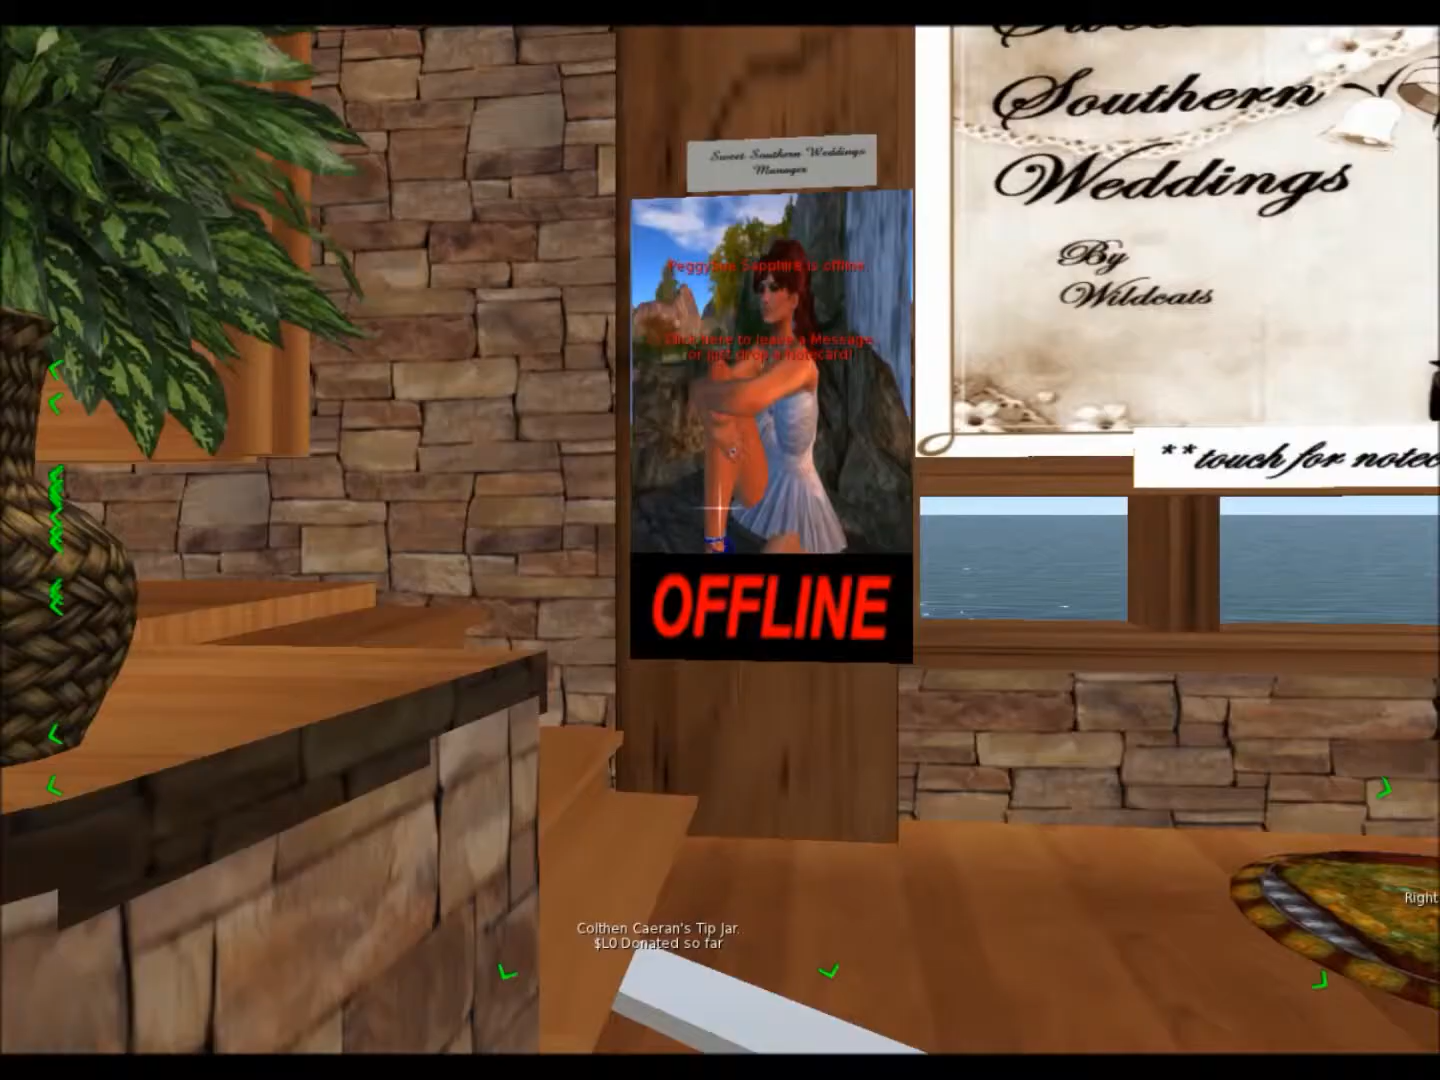 Sweet
Southern
Weddings
By
Wildcats
Sweet Southern Weddings
Manager
PeggySue Sapphire is offline.
Click here to leave a Message
or just drop a notecard!
**touch for notec
OFFLINE
Right
Colthen Caeran's Tip Jar.
$L0 Donated so far